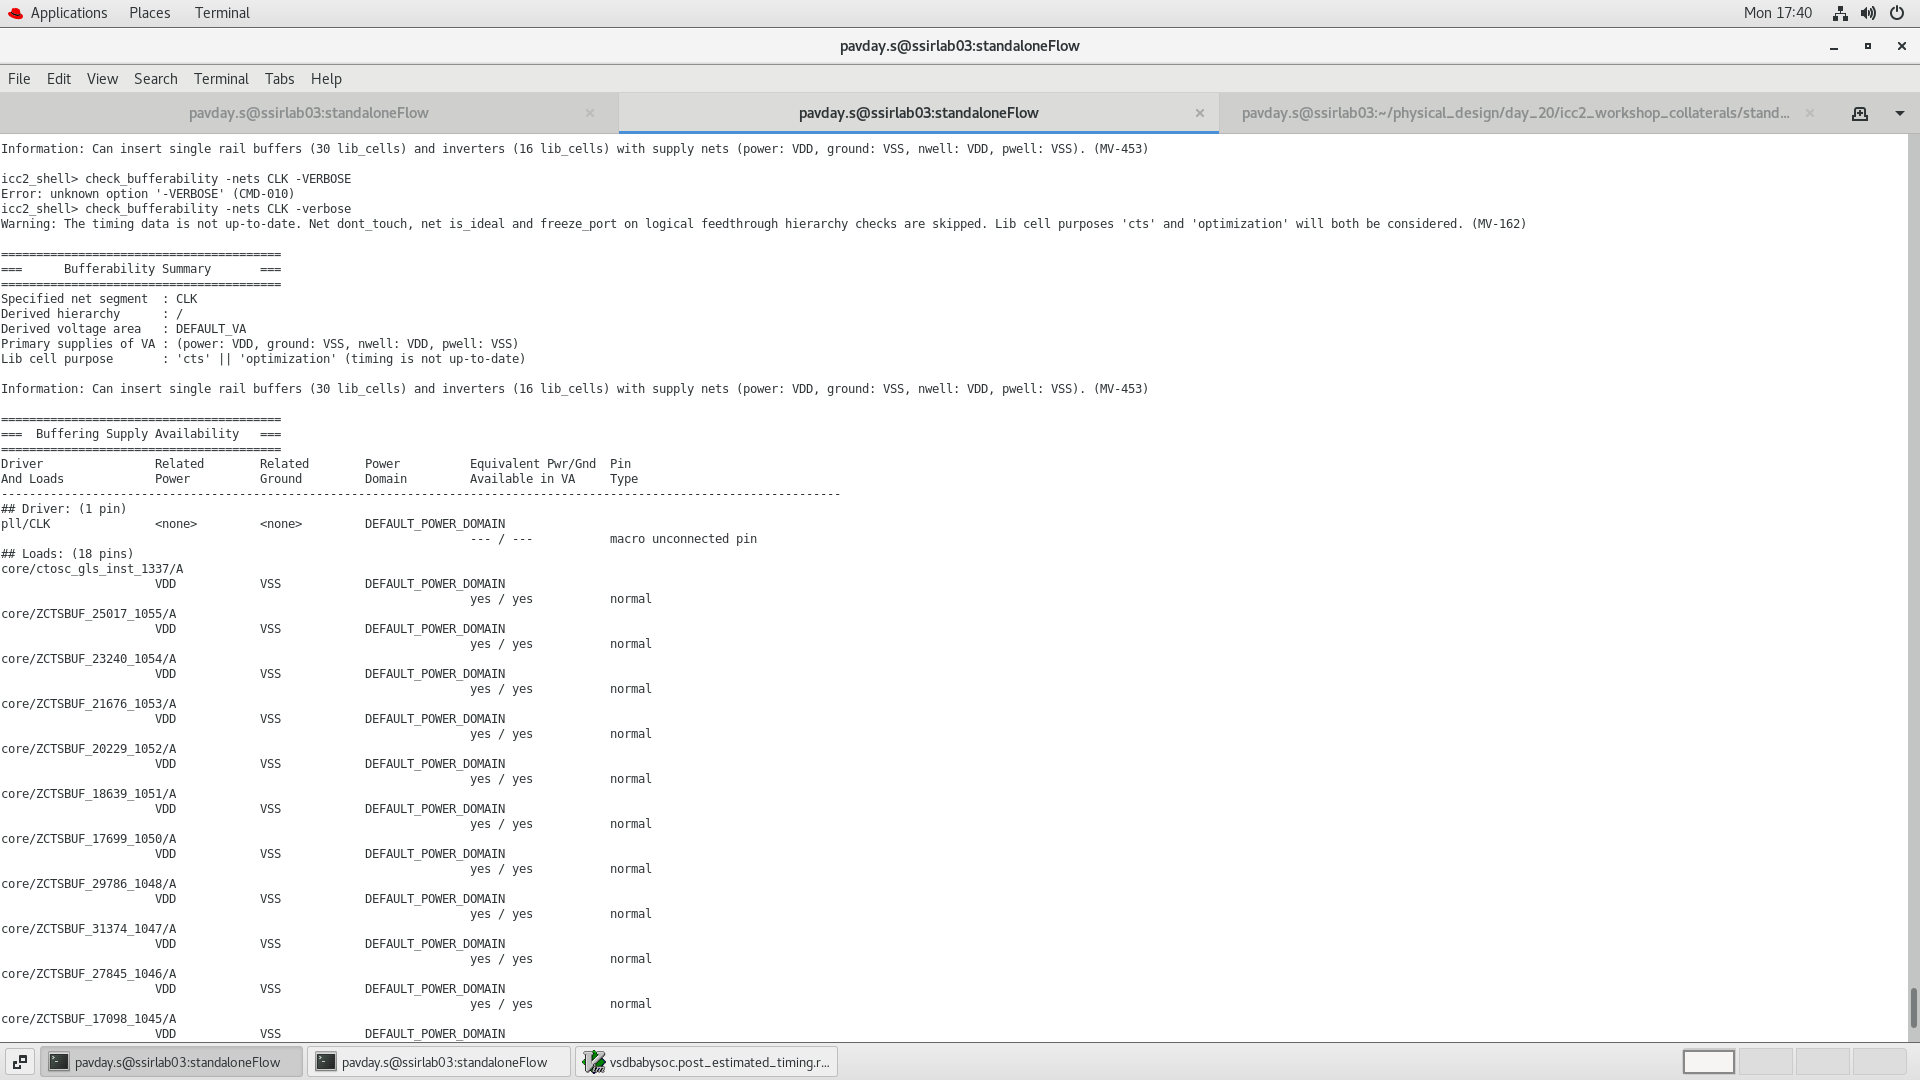 Applications Places Terminal Mon 17:40
pavday.s@ssirlab03:standaloneFlow
File Edit View Search Terminal Tabs Help
pavday.s@ssirlab03:standaloneFlow pavday.s@ssirlab03:standaloneFlow pavday.s@ssirlab03:~/physical_design/day_20/icc2_workshop_collaterals/stand...
Information: Can insert single rail buffers (30 lib_cells) and inverters (16 lib_cells) with supply nets (power: VDD, ground: VSS, nwell: VDD, pwell: VSS). (MV-453)
icc2_shell> check_bufferability -nets CLK -VERBOSE
Error: unknown option '-VERBOSE' (CMD-010)
icc2_shell> check_bufferability -nets CLK -verbose
Warning: The timing data is not up-to-date. Net dont_touch, net is_ideal and freeze_port on logical feedthrough hierarchy checks are skipped. Lib cell purposes 'cts' and 'optimization' will both be considered. (MV-162)
========================================
===      Bufferability Summary       ===
========================================
Specified net segment  : CLK
Derived hierarchy      : /
Derived voltage area   : DEFAULT_VA
Primary supplies of VA : (power: VDD, ground: VSS, nwell: VDD, pwell: VSS)
Lib cell purpose       : 'cts' || 'optimization' (timing is not up-to-date)
Information: Can insert single rail buffers (30 lib_cells) and inverters (16 lib_cells) with supply nets (power: VDD, ground: VSS, nwell: VDD, pwell: VSS). (MV-453)
========================================
===  Buffering Supply Availability   ===
========================================
Driver                Related        Related        Power          Equivalent Pwr/Gnd  Pin
And Loads             Power          Ground         Domain         Available in VA     Type
------------------------------------------------------------------------------------------------------------------------
## Driver: (1 pin)
pll/CLK               <none>         <none>         DEFAULT_POWER_DOMAIN
--- / ---           macro unconnected pin
## Loads: (18 pins)
core/ctosc_gls_inst_1337/A
VDD            VSS            DEFAULT_POWER_DOMAIN
yes / yes           normal
core/ZCTSBUF_25017_1055/A
VDD            VSS            DEFAULT_POWER_DOMAIN
yes / yes           normal
core/ZCTSBUF_23240_1054/A
VDD            VSS            DEFAULT_POWER_DOMAIN
yes / yes           normal
core/ZCTSBUF_21676_1053/A
VDD            VSS            DEFAULT_POWER_DOMAIN
yes / yes           normal
core/ZCTSBUF_20229_1052/A
VDD            VSS            DEFAULT_POWER_DOMAIN
yes / yes           normal
core/ZCTSBUF_18639_1051/A
VDD            VSS            DEFAULT_POWER_DOMAIN
yes / yes           normal
core/ZCTSBUF_17699_1050/A
VDD            VSS            DEFAULT_POWER_DOMAIN
yes / yes           normal
core/ZCTSBUF_29786_1048/A
VDD            VSS            DEFAULT_POWER_DOMAIN
yes / yes           normal
core/ZCTSBUF_31374_1047/A
VDD            VSS            DEFAULT_POWER_DOMAIN
yes / yes           normal
core/ZCTSBUF_27845_1046/A
VDD            VSS            DEFAULT_POWER_DOMAIN
yes / yes           normal
core/ZCTSBUF_17098_1045/A
VDD            VSS            DEFAULT_POWER_DOMAIN
pavday.s@ssirlab03:standaloneFlow pavday.s@ssirlab03:standaloneFlow vsdbabysoc.post_estimated_timing.r...